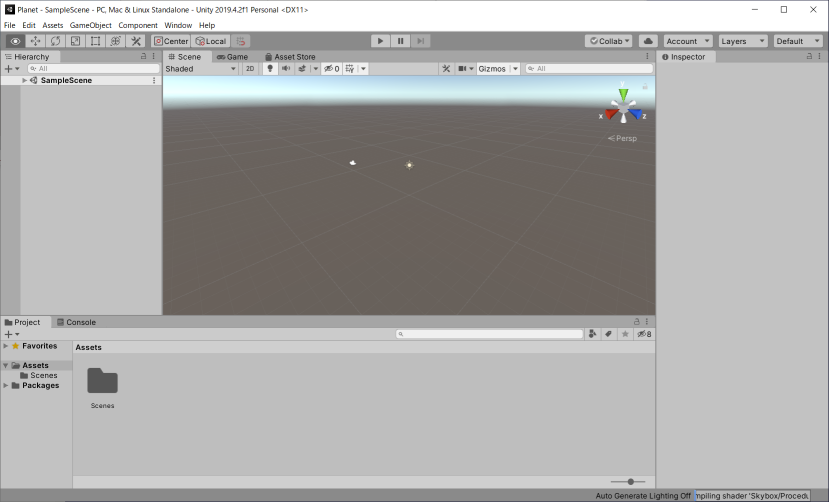 Planet - SampleScene - PC, Mac & Linux Standalone - Unity 2019.4.2f1 Personal <DX11>
File Edit Assets GameObject Component Window Help
Center Local Collab Account Layers Default
Hierarchy Scene Game Asset Store Inspector
All Shaded 2D 0 Gizmos All
SampleScene
y
x z
Persp
Project Console
8
Favorites Assets
Assets
Scenes
Packages
Scenes
Auto Generate Lighting Off mpiling shader 'Skybox/Procedu